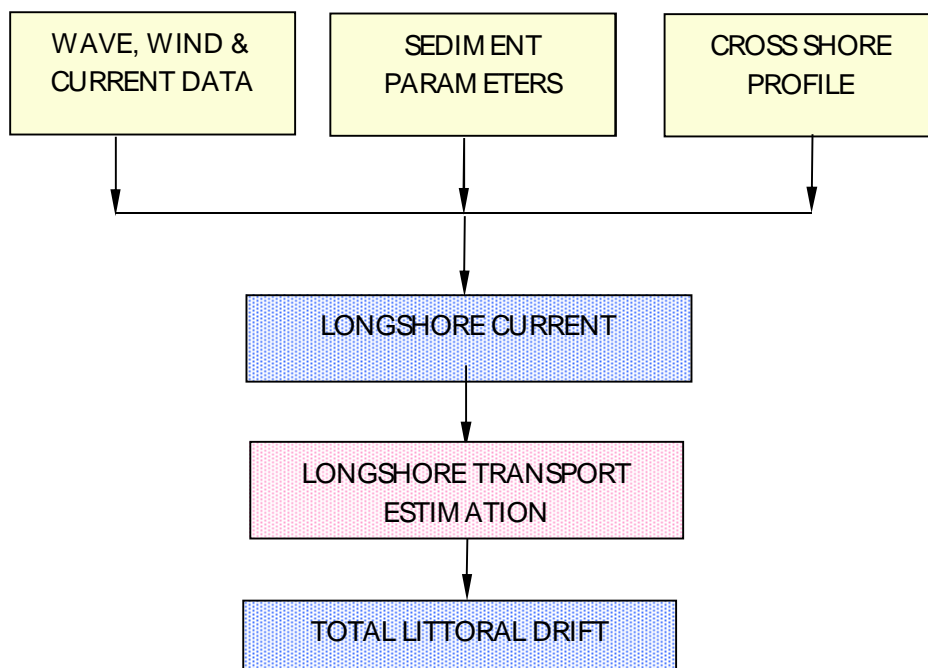 WAVE, WIND &
CURRENT DATA
SEDIMENT
PARAMETERS
CROSS SHORE
PROFILE
LONGSHORE CURRENT
LONGSHORE TRANSPORT
ESTIMATION
TOTAL LITTORAL DRIFT